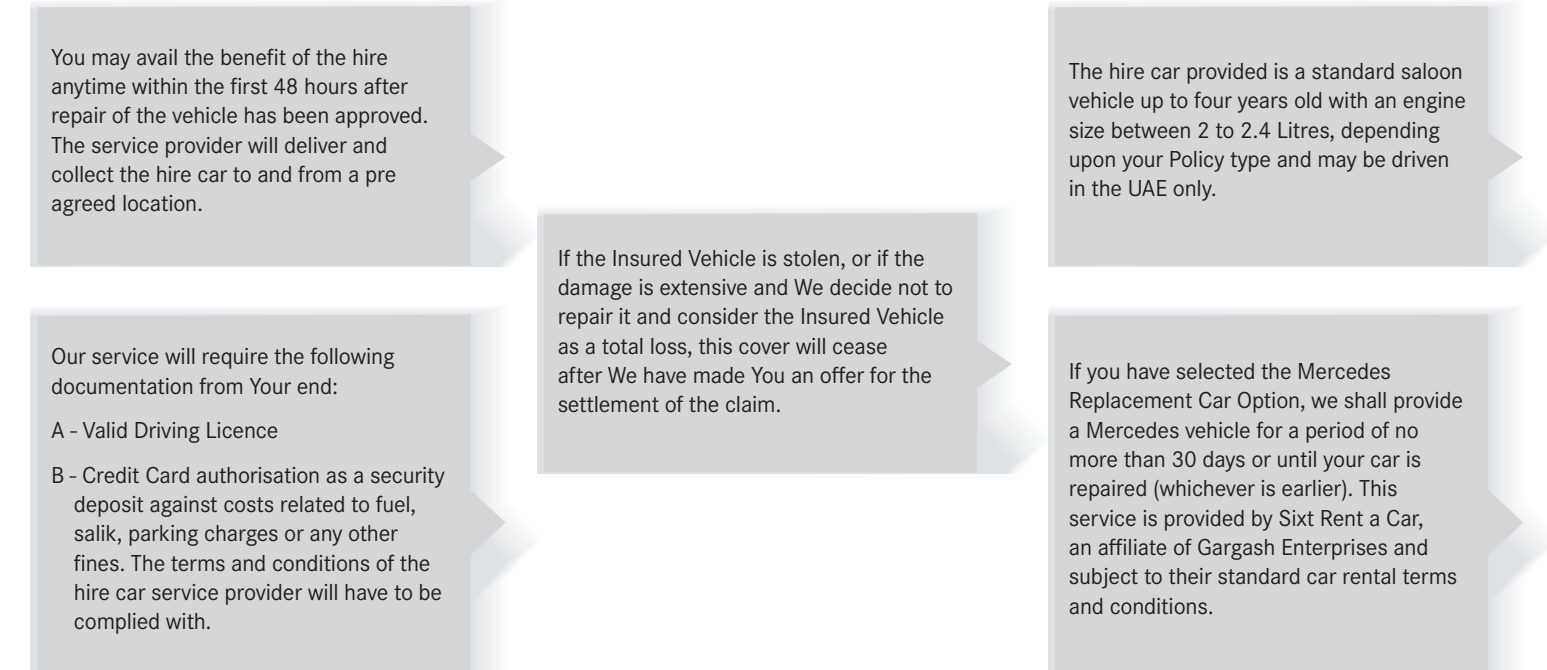 You may avail the benefit of the hire
anytime within the first 48 hours after
repair of the vehicle has been approved.
The service provider will deliver and
collect the hire car to and from a pre
agreed location.
Our service will require the following
documentation from Your end:
A - Valid Driving Licence
B - Credit Card authorisation as a security
deposit against costs related to fuel,
salik, parking charges or any other
fines. The terms and conditions of the
hire car service provider will have to be
complied with.
If the Insured Vehicle is stolen, or if the
damage is extensive and We decide not to
repair it and consider the Insured Vehicle
as a total loss, this cover will cease
after We have made You an offer for the
settlement of the claim.
The hire car provided is a standard saloon
vehicle up to four years old with an engine
size between 2 to 2.4 Litres, depending
upon your Policy type and may be driven
in the UAE only.
If you have selected the Mercedes
Replacement Car Option, we shall provide
a Mercedes vehicle for a period of no
more than 30 days or until your car is
repaired (whichever is earlier). This
service is provided by Sixt Rent a Car,
an affiliate of Gargash Enterprises and
subject to their standard car rental terms
and conditions.